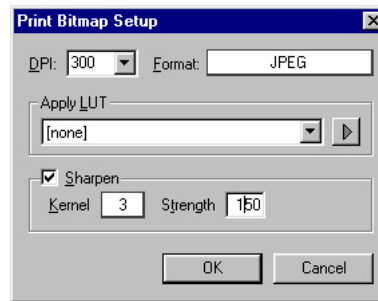 Print Bitmap Setup
DPI: 300 Format: JPEG
Apply LUT
[none]
Sharpen
Kernel 3 Strength 150
OK Cancel